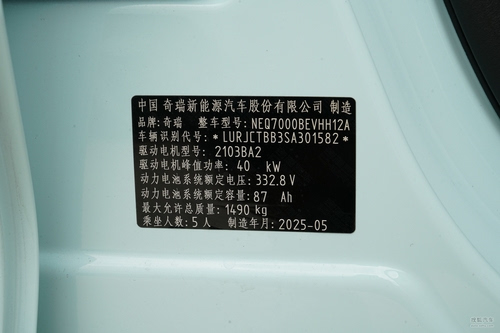 中国 奇瑞新能源汽车股份有限公司 制造
品牌：奇瑞 整车型号：NEQ7000BEVHH12A
车辆识别代号：*LURJCTBB3SA301582*
驱动电机型号：2103BA2
驱动电机峰值功率：40 kW
动力电池系统额定电压：332.8V
动力电池系统额定容量：87 Ah
最大允许总质量：1490kg
乘坐人数：5人 制造年月：2025-05